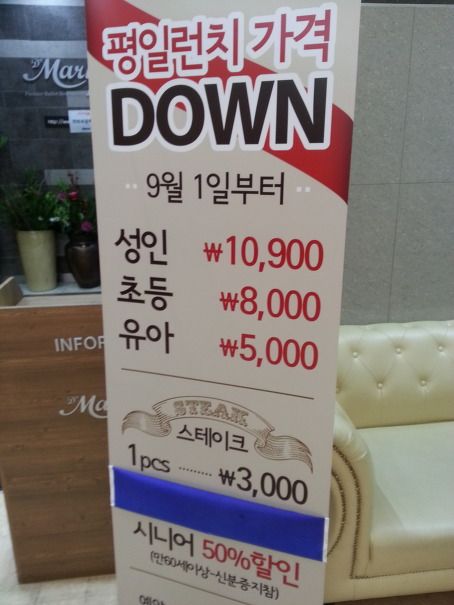 평일런치 가격
DOWN
9월 1일부터
성인 ₩10,900
초등 ₩8,000
유아 ₩5,000
STEAK
스테이크
1pcs ......... ₩3,000
시니어 50%할인
(만60세이상-신분증지참)
INFOR
Ma
D'Mar